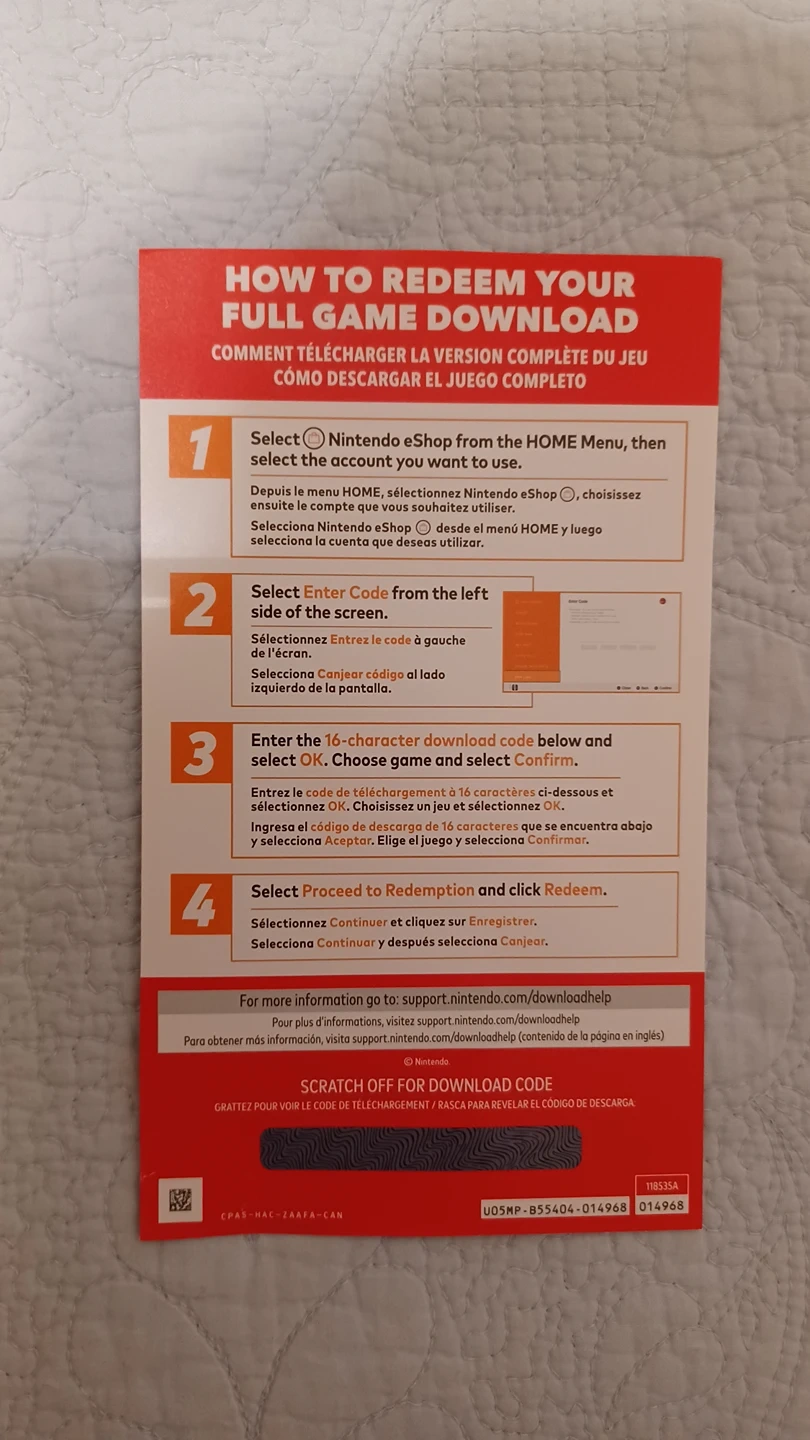 HOW TO REDEEM YOUR
FULL GAME DOWNLOAD
COMMENT TÉLÉCHARGER LA VERSION COMPLÈTE DU JEU
CÓMO DESCARGAR EL JUEGO COMPLETO
1
Select Nintendo eShop from the HOME Menu, then
select the account you want to use.
Depuis le menu HOME, sélectionnez Nintendo eShop , choisissez
ensuite le compte que vous souhaitez utiliser.
Selecciona Nintendo eShop desde el menú HOME y luego
selecciona la cuenta que deseas utilizar.
2
Select Enter Code from the left
side of the screen.
Sélectionnez Entrez le code à gauche
de l'écran.
Selecciona Canjear código al lado
izquierdo de la pantalla.
Enter Code
3
Enter the 16-character download code below and
select OK. Choose game and select Confirm.
Entrez le code de téléchargement à 16 caractères ci-dessous et
sélectionnez OK. Choisissez un jeu et sélectionnez OK.
Ingresa el código de descarga de 16 caracteres que se encuentra abajo
y selecciona Aceptar. Elige el juego y selecciona Confirmar.
4
Select Proceed to Redemption and click Redeem.
Sélectionnez Continuer et cliquez sur Enregistrer.
Selecciona Continuar y después selecciona Canjear.
For more information go to: support.nintendo.com/downloadhelp
Pour plus d'informations, visitez support.nintendo.com/downloadhelp
Para obtener más información, visita support.nintendo.com/downloadhelp (contenido de la página en inglés)
© Nintendo
SCRATCH OFF FOR DOWNLOAD CODE
GRATTEZ POUR VOIR LE CODE DE TÉLÉCHARGEMENT / RASCA PARA REVELAR EL CÓDIGO DE DESCARGA.
118535A
CPAS-HAC-ZAAFA-CAN
U05MP-B55404-014968
014968